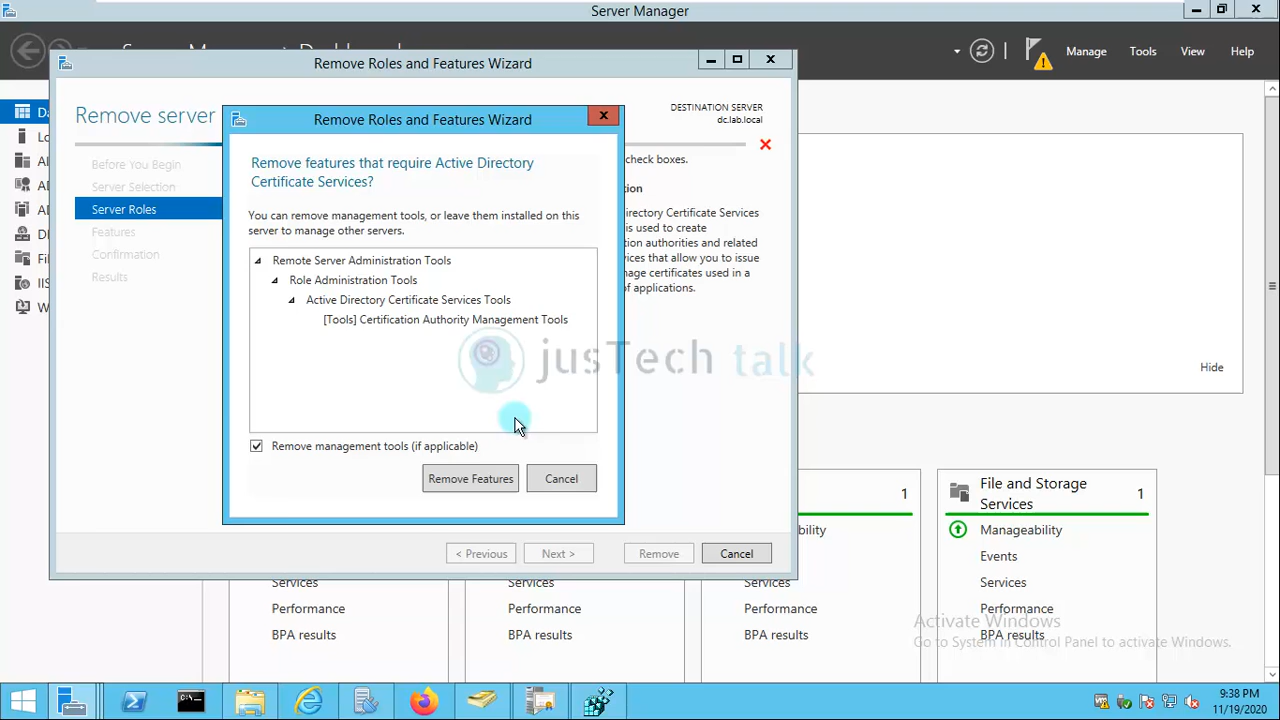 Server Manager
Manage
Tools
View
Help
Remove Roles and Features Wizard
Remove server
DESTINATION SERVER
dc.lab.local
Before You Begin
Server Selection
Server Roles
Features
Confirmation
Results
check boxes.
Directory Certificate Services
is used to create
tion authorities and related
vices that allow you to issue
nage certificates used in a
of applications.
Remove Roles and Features Wizard
Remove features that require Active Directory
Certificate Services?
You can remove management tools, or leave them installed on this
server to manage other servers.
Remote Server Administration Tools
Role Administration Tools
Active Directory Certificate Services Tools
[Tools] Certification Authority Management Tools
Remove management tools (if applicable)
Remove Features
Cancel
< Previous
Next >
Remove
Cancel
jusTech talk
Hide
1
File and Storage
Services
1
Manageability
Events
Services
Services
Services
Services
Performance
Performance
Performance
Performance
BPA results
BPA results
BPA results
BPA results
Activate Windows
Go to System in Control Panel to activate Windows.
9:38 PM
11/19/2020